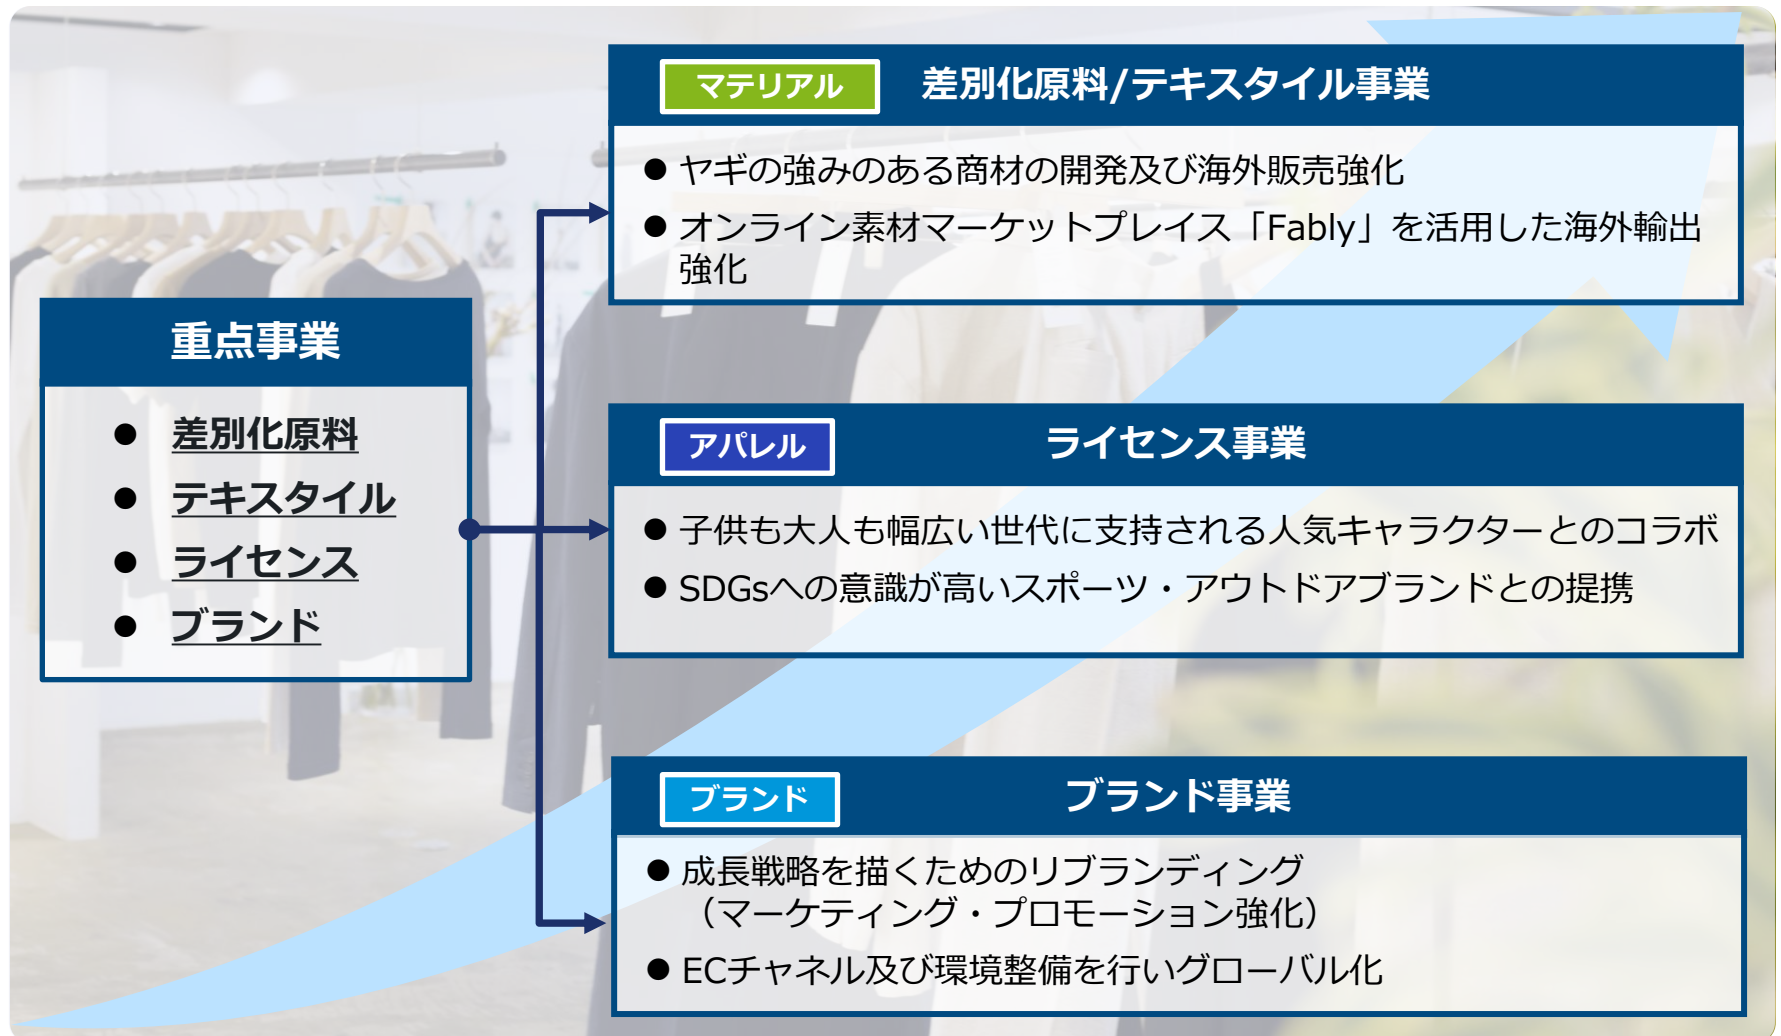 重点事業
● 差別化原料
● テキスタイル
● ライセンス
● ブランド
マテリアル 差別化原料/テキスタイル事業
● ヤギの強みのある商材の開発及び海外販売強化
● オンライン素材マーケットプレイス「Fably」を活用した海外輸出
強化
アパレル ライセンス事業
● 子供も大人も幅広い世代に支持される人気キャラクターとのコラボ
● SDGsへの意識が高いスポーツ・アウトドアブランドとの提携
ブランド ブランド事業
● 成長戦略を描くためのリブランディング
（マーケティング・プロモーション強化）
● ECチャネル及び環境整備を行いグローバル化